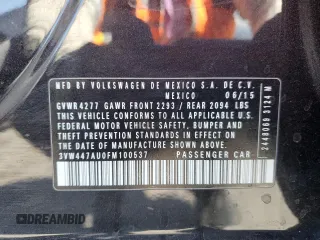 MFD BY VOLKSWAGEN DE MEXICO S.A. DE C.V.
MEXICO 06/15
GVWR 4277 GAWR FRONT 2293 / REAR 2094 LBS
THIS VEHICLE CONFORMS TO ALL APPLICABLE U.S.
FEDERAL MOTOR VEHICLE SAFETY, BUMPER, AND
THEFT PREVENTION STANDARDS IN EFFECT ON THE
DATE OF MANUFACTURE SHOWN ABOVE.
3VW447AU0FM100537 PASSENGER CAR
2448069 3124 M
DREAMBID